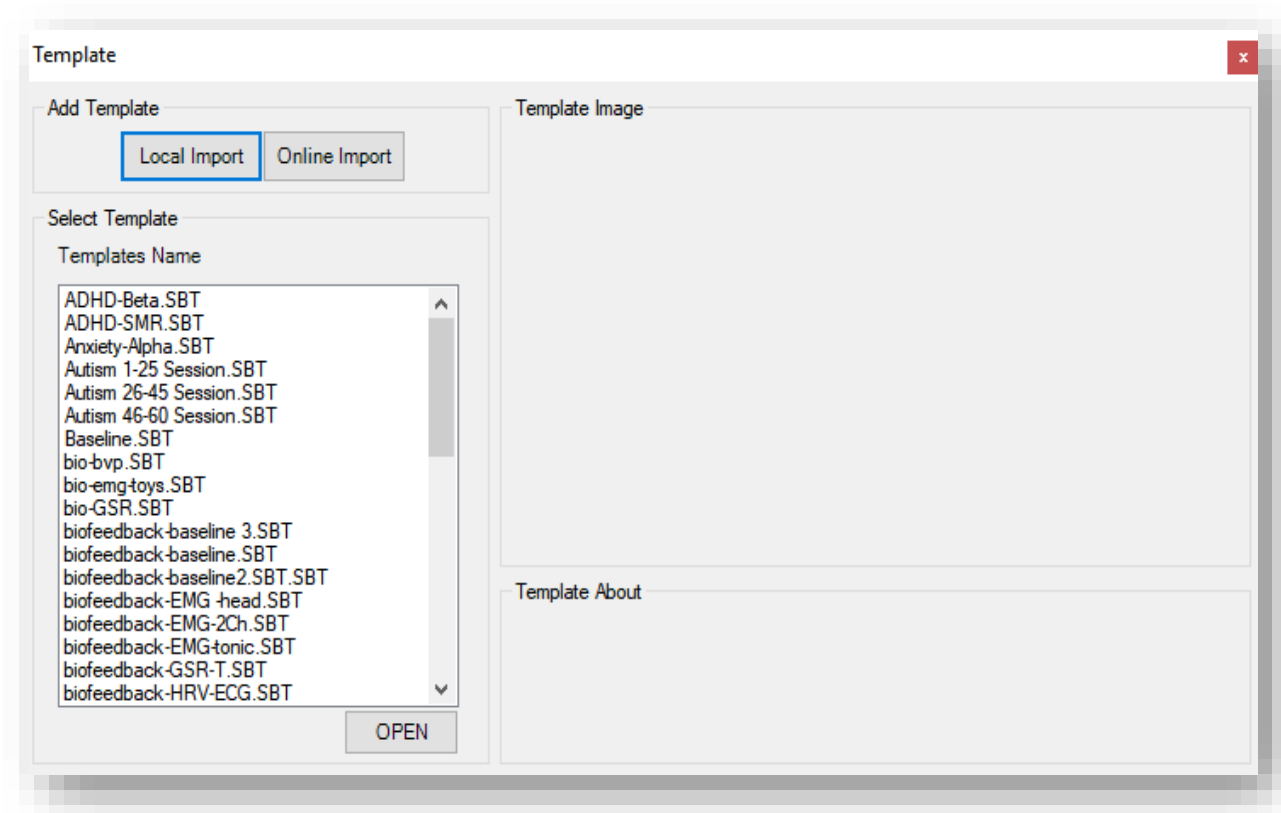 Template
x
Add Template
Local Import
Online Import
Select Template
Templates Name
ADHD-Beta.SBT
ADHD-SMR.SBT
Anxiety-Alpha.SBT
Autism 1-25 Session.SBT
Autism 26-45 Session.SBT
Autism 46-60 Session.SBT
Baseline.SBT
bio-bvp.SBT
bio-emg-toys.SBT
bio-GSR.SBT
biofeedback-baseline 3.SBT
biofeedback-baseline.SBT
biofeedback-baseline2.SBT.SBT
biofeedback-EMG -head.SBT
biofeedback-EMG-2Ch.SBT
biofeedback-EMG-tonic.SBT
biofeedback-GSR-T.SBT
biofeedback-HRV-ECG.SBT
OPEN
Template Image
Template About